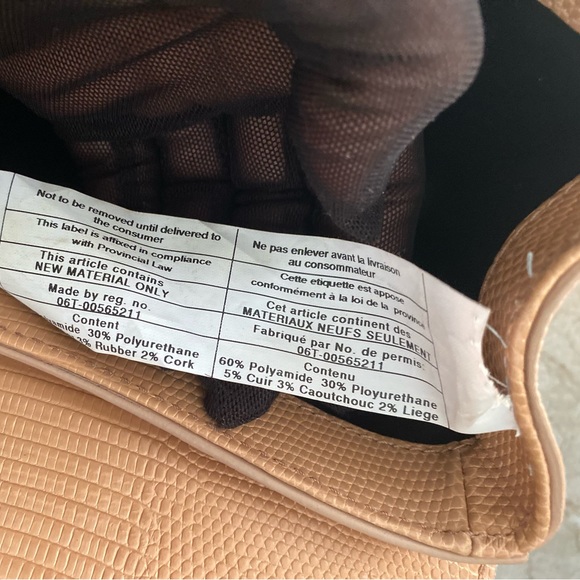 Not to be removed until delivered to
the consumer
This label is affixed in compliance
with Provincial Law
This article contains
NEW MATERIAL ONLY
Made by reg. no.
06T-00565211
Content
30% Polyurethane
Rubber 2% Cork
Ne pas enlever avant la livraison
au consommateur
Cette etiquette est appose
conformément à la loi de la
Cet article continent des
MATERIAUX NEUFS SEULEMENT
Fabriqué par No. de permis:
06T-00565211
Contenu
60% Polyamide 30% Ployurethane
5% Cuir 3% Caoutchouc 2% Liege